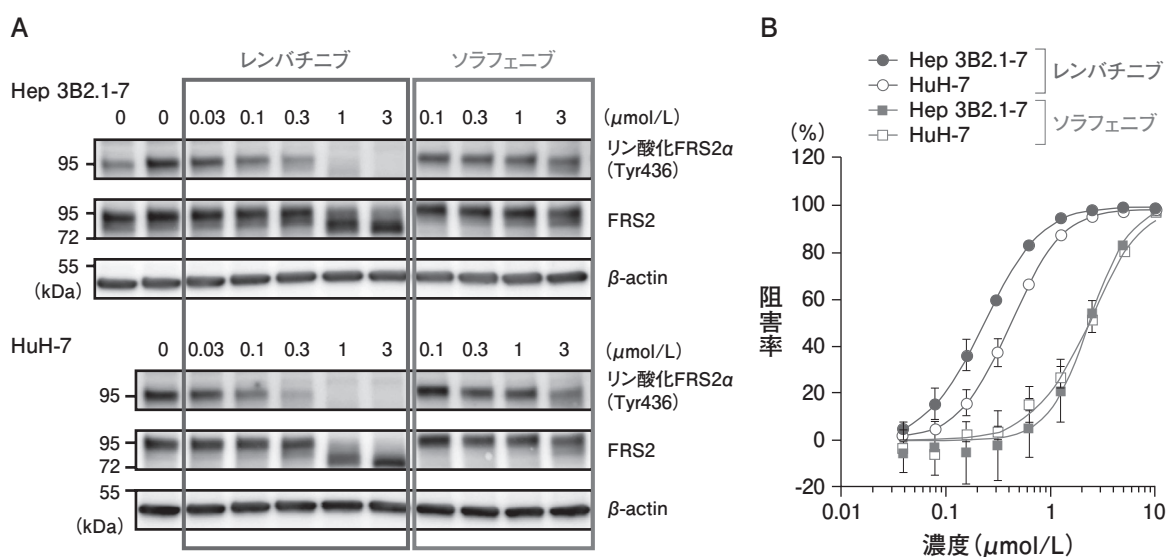 A
レンバチニブ ソラフェニブ
Hep 3B2.1-7
0 0 0.03 0.1 0.3 1 3 0.1 0.3 1 3 (μmol/L)
95
リン酸化FRS2α
(Tyr436)
95
72
FRS2
55
(kDa)
β-actin
HuH-7
0 0.03 0.1 0.3 1 3 0.1 0.3 1 3 (μmol/L)
95
リン酸化FRS2α
(Tyr436)
95
72
FRS2
55
(kDa)
β-actin
B
Hep 3B2.1-7
HuH-7
レンバチニブ
Hep 3B2.1-7
HuH-7
ソラフェニブ
(%)
120
100
80
60
40
20
0
-20
阻害率
0.01 0.1 1 10
濃度(μmol/L)